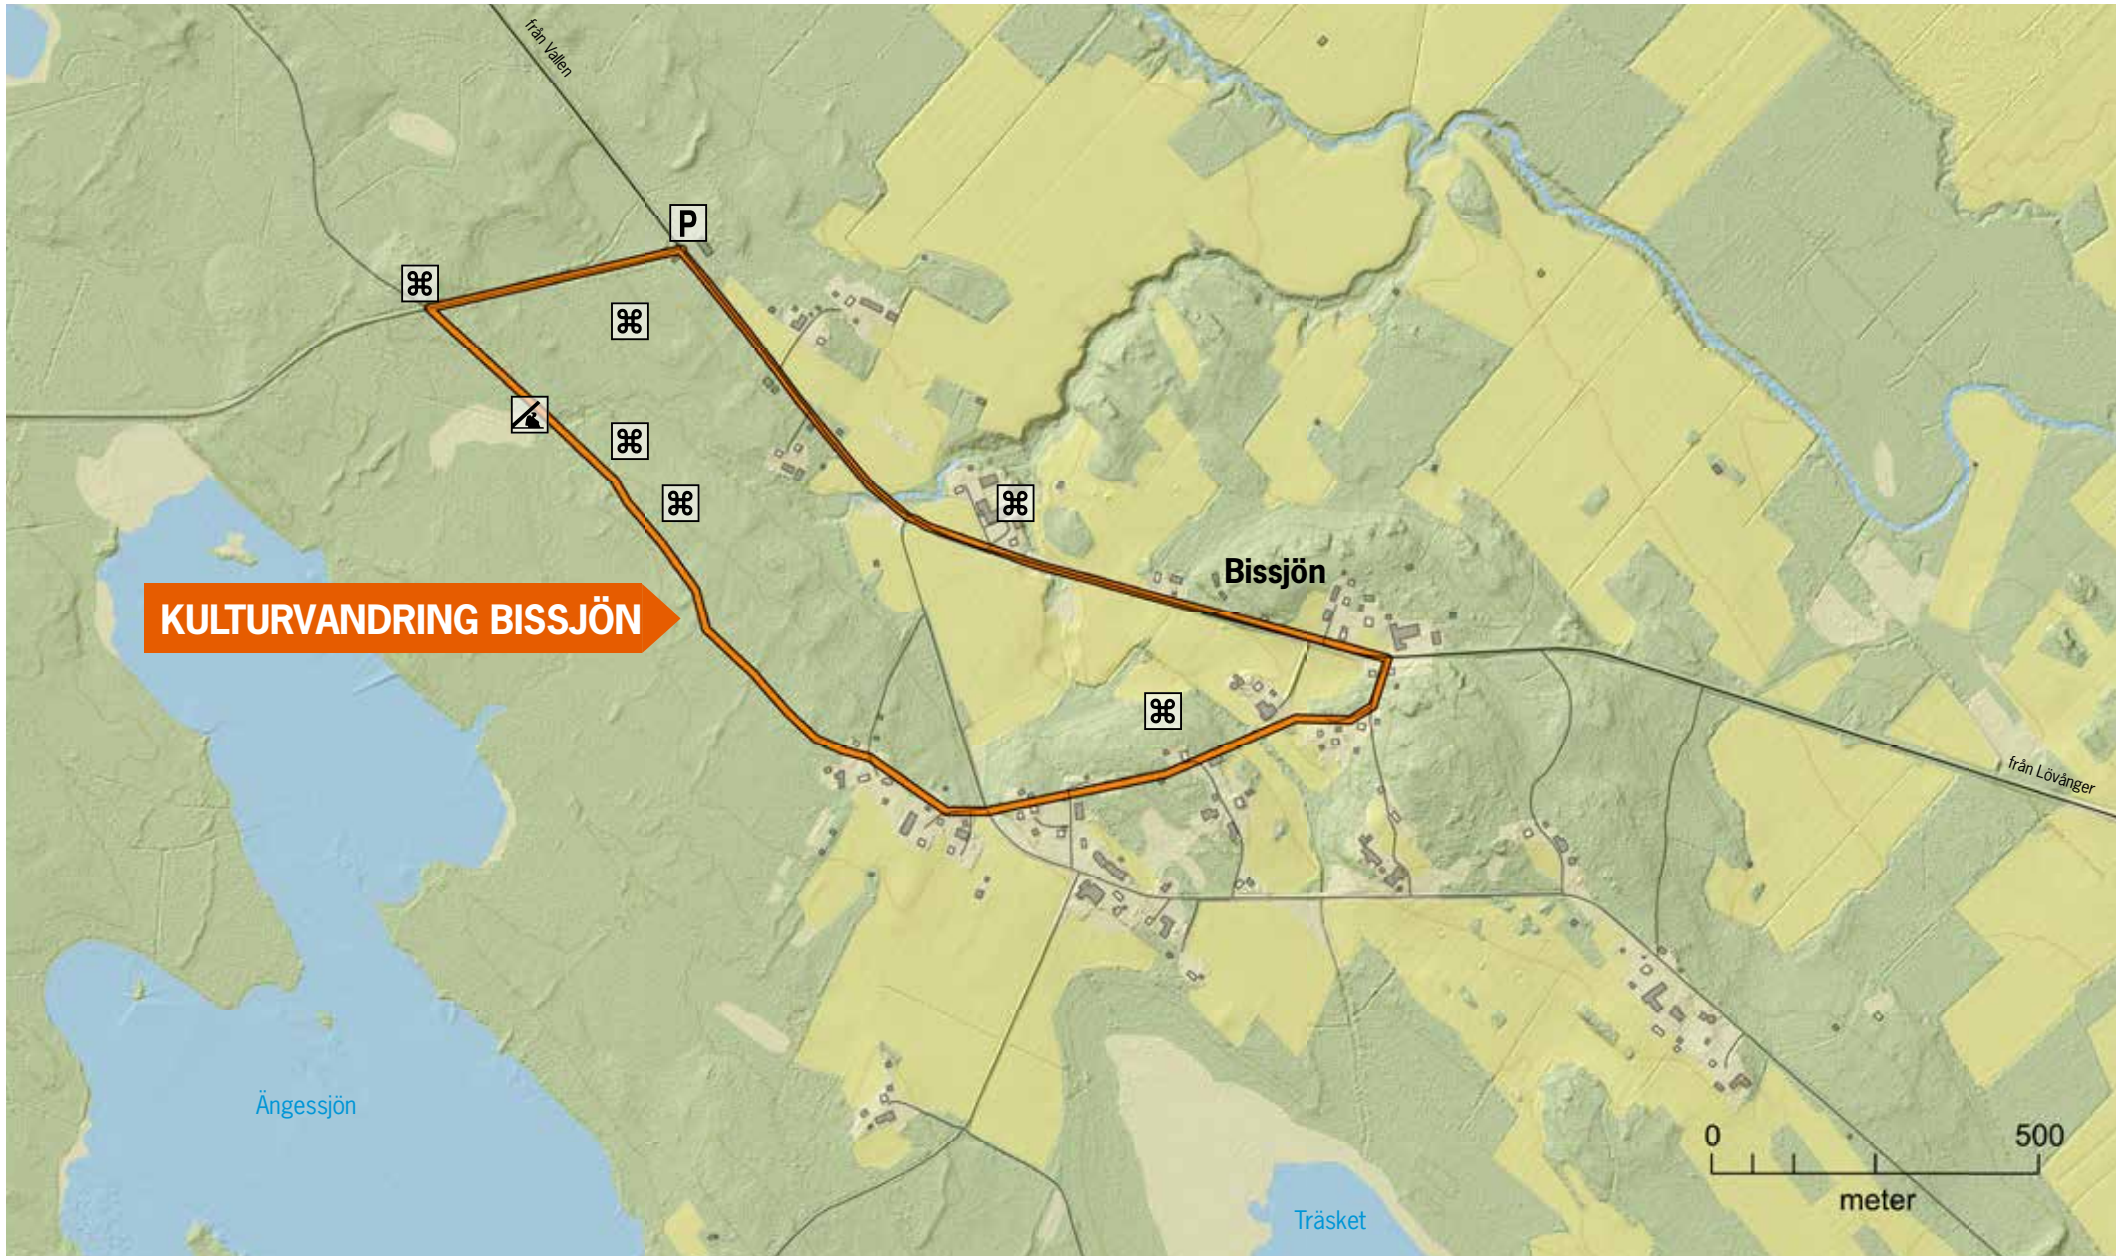 från Vallen
P
Bissjön
KULTURVANDRING BISSJÖN
från Lövånger
Ängessjön
0 500
meter
Träsket